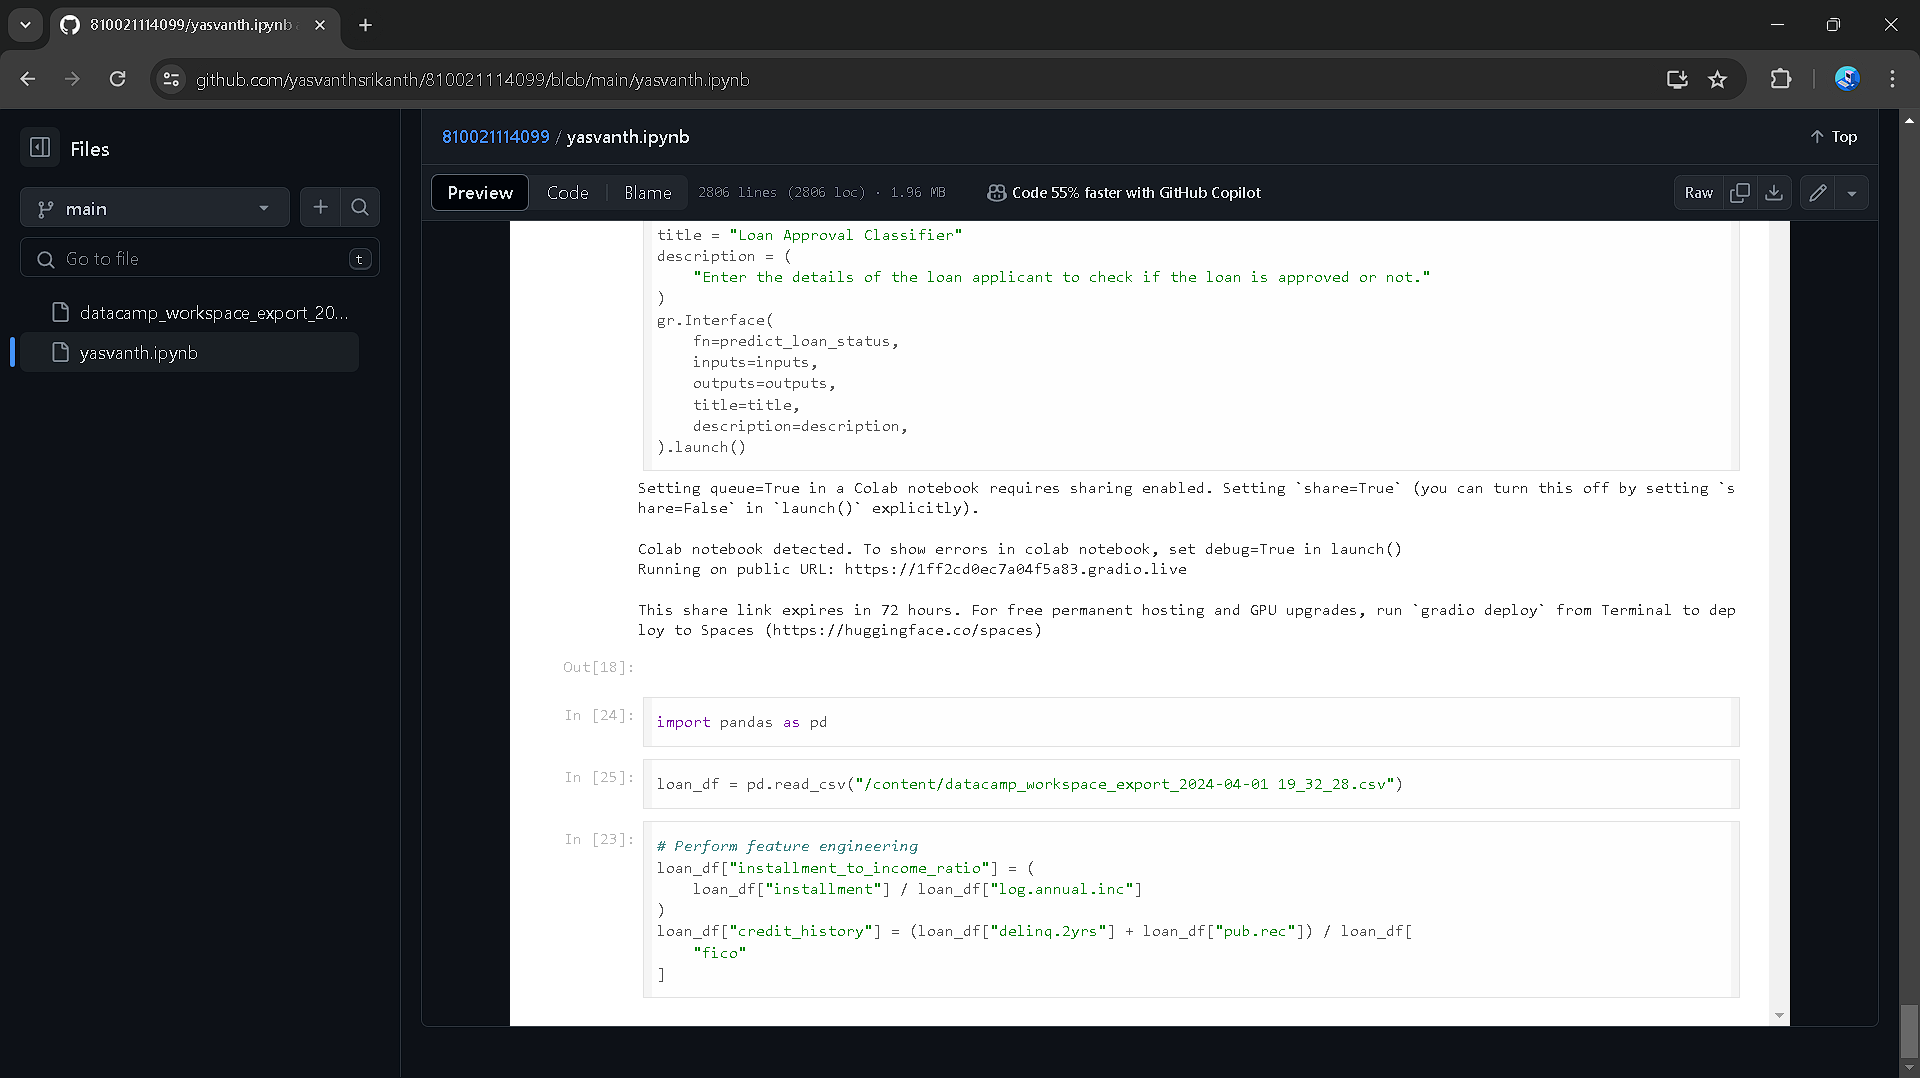 810021114099/yasvanth.ipynb a
github.com/yasvanthsrikanth/810021114099/blob/main/yasvanth.ipynb
Files
main
Go to file
t
datacamp_workspace_export_20...
yasvanth.ipynb
810021114099 / yasvanth.ipynb
Top
Preview
Code
Blame
2806 lines (2806 loc) · 1.96 MB
Code 55% faster with GitHub Copilot
Raw
title = "Loan Approval Classifier"
description = (
    "Enter the details of the loan applicant to check if the loan is approved or not."
)
gr.Interface(
    fn=predict_loan_status,
    inputs=inputs,
    outputs=outputs,
    title=title,
    description=description,
).launch()
Setting queue=True in a Colab notebook requires sharing enabled. Setting `share=True` (you can turn this off by setting `s
hare=False` in `launch()` explicitly).
Colab notebook detected. To show errors in colab notebook, set debug=True in launch()
Running on public URL: https://1ff2cd0ec7a04f5a83.gradio.live
This share link expires in 72 hours. For free permanent hosting and GPU upgrades, run `gradio deploy` from Terminal to dep
loy to Spaces (https://huggingface.co/spaces)
Out[18]:
In [24]:
import pandas as pd
In [25]:
loan_df = pd.read_csv("/content/datacamp_workspace_export_2024-04-01 19_32_28.csv")
In [23]:
# Perform feature engineering
loan_df["installment_to_income_ratio"] = (
    loan_df["installment"] / loan_df["log.annual.inc"]
)
loan_df["credit_history"] = (loan_df["delinq.2yrs"] + loan_df["pub.rec"]) / loan_df[
    "fico"
]